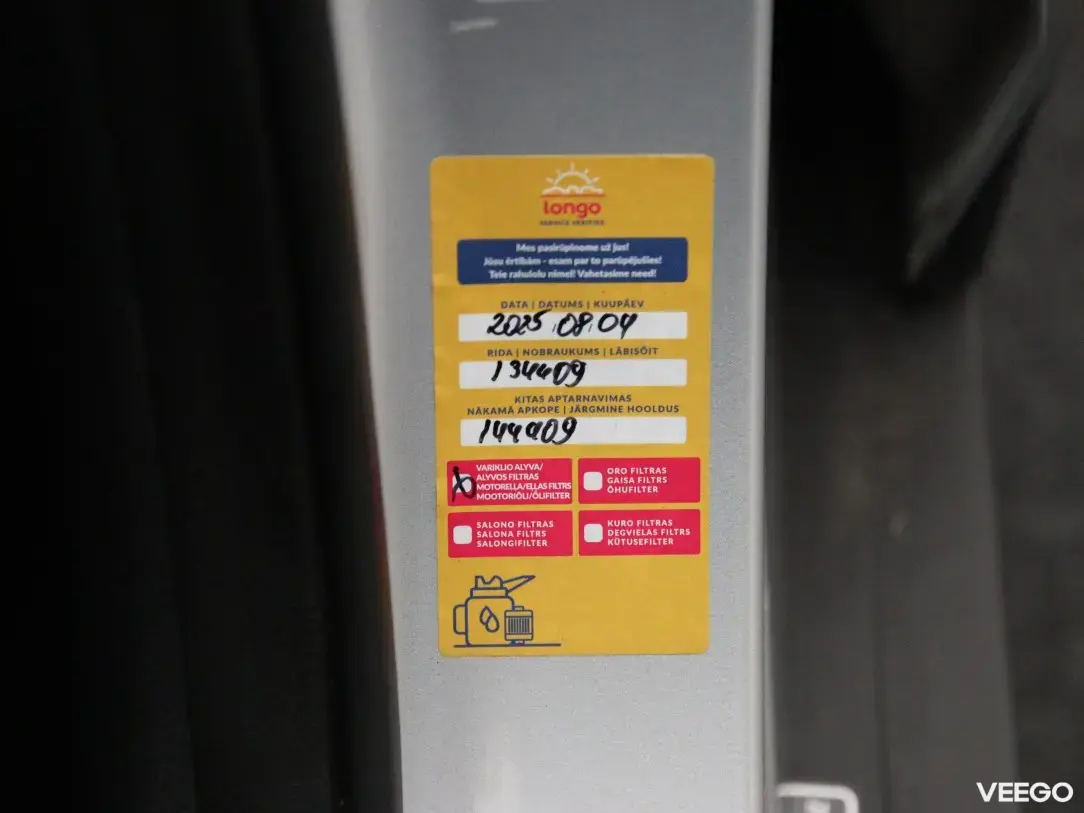 longo
Mes pasirūpinome už jus!
Jūsu ērtībām - esam par to parūpējušies!
Teie rahulolu nimel! Vahetasime need!
DATA | DATUMS | KUUPÄEV
2025.08.04
RIDA | NOBRAUKUMS | LÄBISÕIT
134409
KITAS APTARNAVIMAS
NĀKAMĀ APKOPE | JÄRGMINE HOOLDUS
144409
VARIKLIO ALYVA/
ALYVOS FILTRAS
MOTOREĻĻA/EĻĻAS FILTRS
MOOTORIÕLI/ÕLIFILTER
ORO FILTRAS
GAISA FILTRS
ÕHUFILTER
SALONO FILTRAS
SALONA FILTRS
SALONGIFILTER
KURO FILTRAS
DEGVIELAS FILTRS
KÜTUSEFILTER
VEEGO